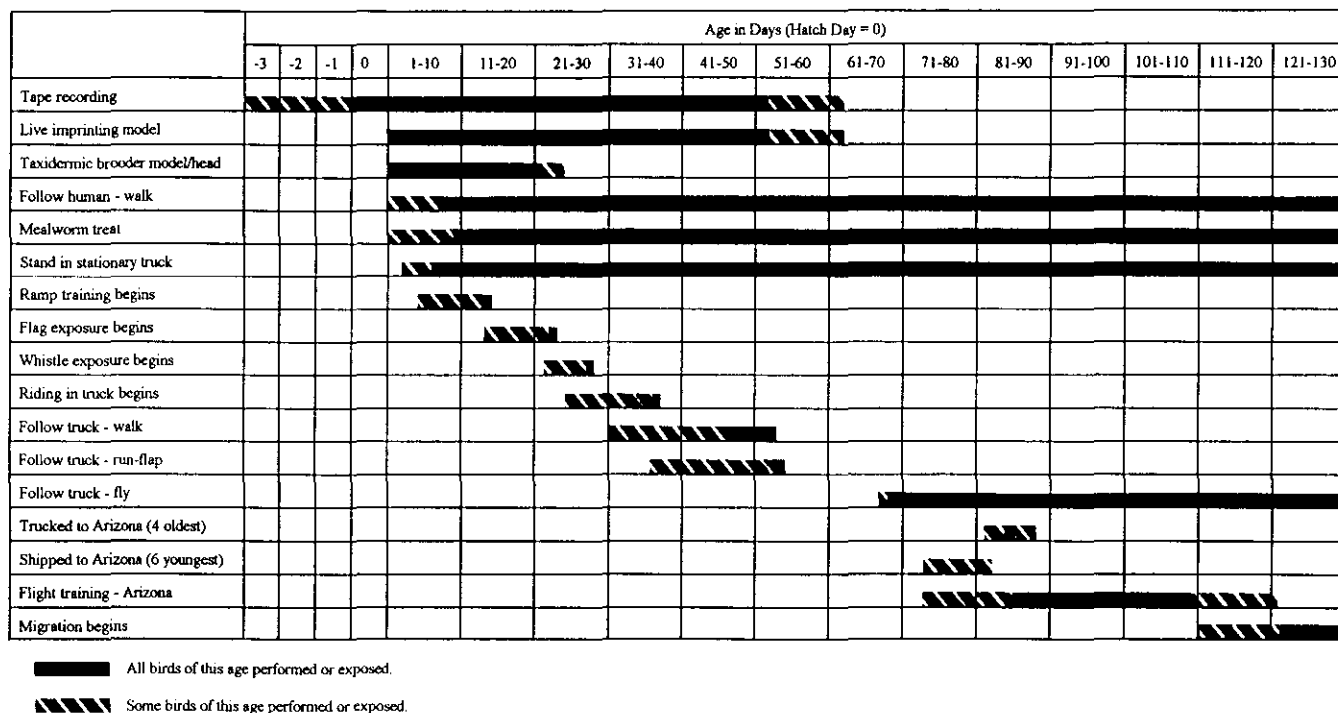 Age in Days (Hatch Day = 0)
-3 -2 -1 0 1-10 11-20 21-30 31-40 41-50 51-60 61-70 71-80 81-90 91-100 101-110 111-120 121-130
Tape recording
Live imprinting model
Taxidermic brooder model/head
Follow human - walk
Mealworm treat
Stand in stationary truck
Ramp training begins
Flag exposure begins
Whistle exposure begins
Riding in truck begins
Follow truck - walk
Follow truck - run-flap
Follow truck - fly
Trucked to Arizona (4 oldest)
Shipped to Arizona (6 youngest)
Flight training - Arizona
Migration begins
All birds of this age performed or exposed.
Some birds of this age performed or exposed.